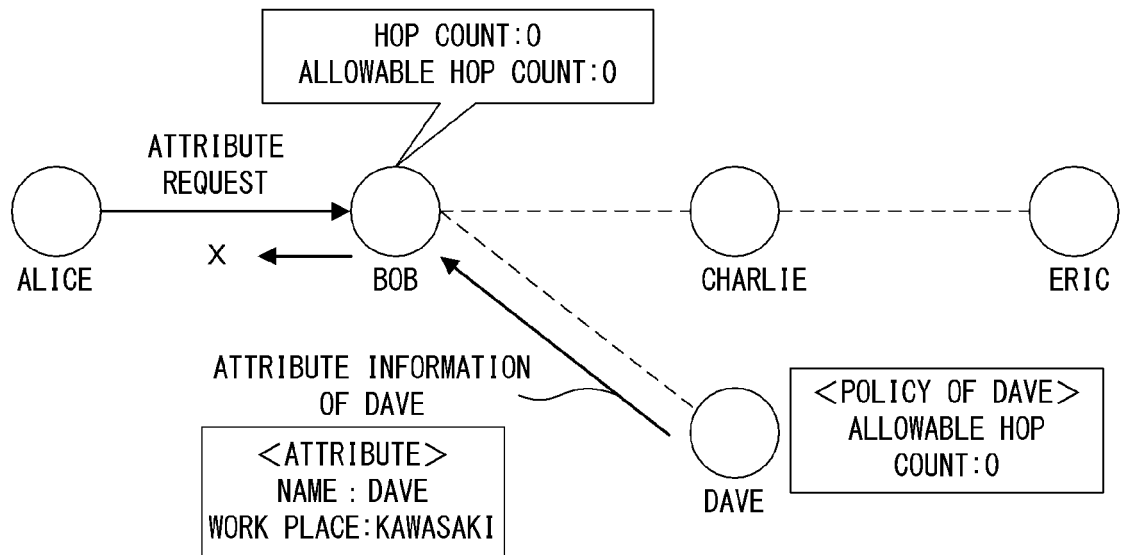 HOP COUNT:0
ALLOWABLE HOP COUNT:0
ATTRIBUTE
REQUEST
X
ALICE
BOB
CHARLIE
ERIC
ATTRIBUTE INFORMATION
OF DAVE
<ATTRIBUTE>
NAME : DAVE
WORK PLACE:KAWASAKI
DAVE
<POLICY OF DAVE>
ALLOWABLE HOP
COUNT:0